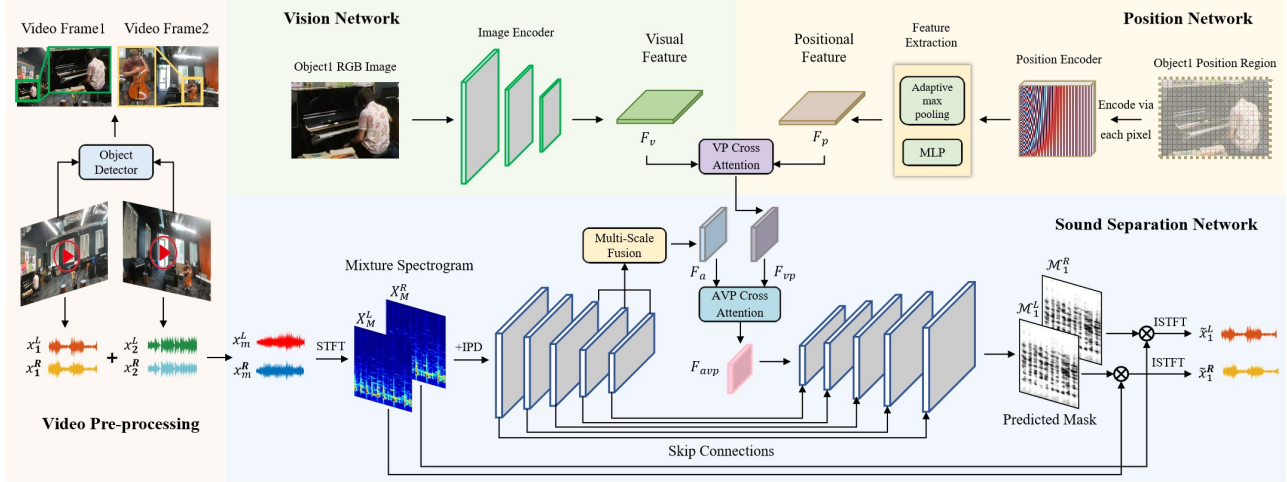 Video Frame1
Video Frame2
Object
Detector
x_1^L
x_1^R
+
x_2^L
x_2^R
Video Pre-processing
Vision Network
Image Encoder
Object1 RGB Image
Visual
Feature
F_v
Position Network
Positional
Feature
F_p
Feature
Extraction
Adaptive
max
pooling
MLP
Position Encoder
Encode via
each pixel
Object1 Position Region
VP Cross
Attention
Sound Separation Network
x_m^L
x_m^R
STFT
Mixture Spectrogram
X_M^R
X_M^L
+IPD
Multi-Scale
Fusion
F_a
F_vp
AVP Cross
Attention
F_avp
Skip Connections
ℳ_1^R
ℳ_1^L
Predicted Mask
ISTFT
x̃_1^L
ISTFT
x̃_1^R